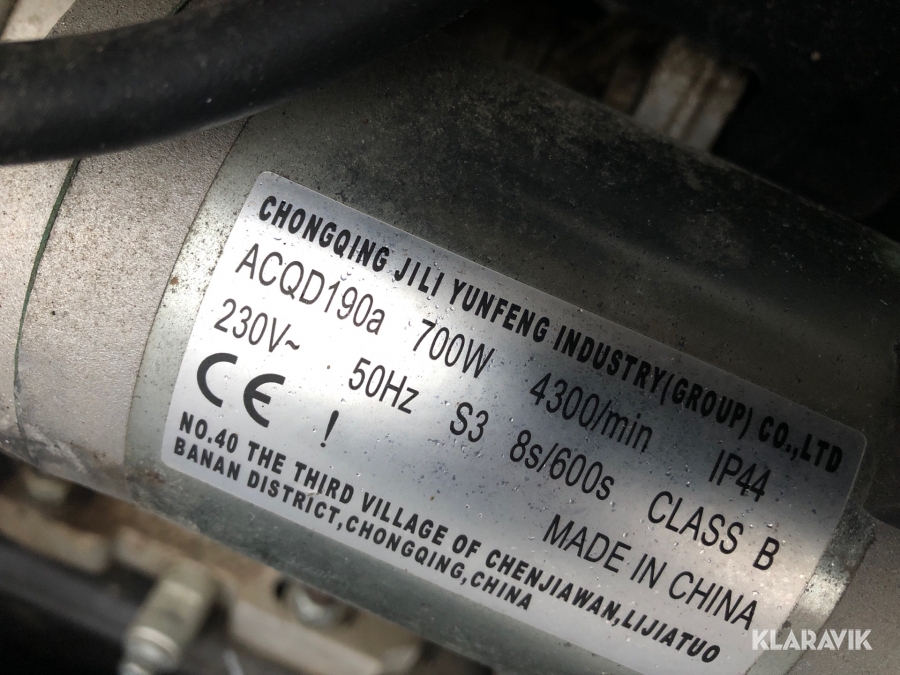 CHONGQING JILI YUNFENG INDUSTRY(GROUP) CO.,LTD
ACQD190a 700W 4300/min IP44
230V~ 50Hz S3 8s/600s CLASS B
CE ! MADE IN CHINA
NO.40 THE THIRD VILLAGE OF CHENJIAWAN,LIJIATUO
BANAN DISTRICT,CHONGQING,CHINA
KLARAVIK